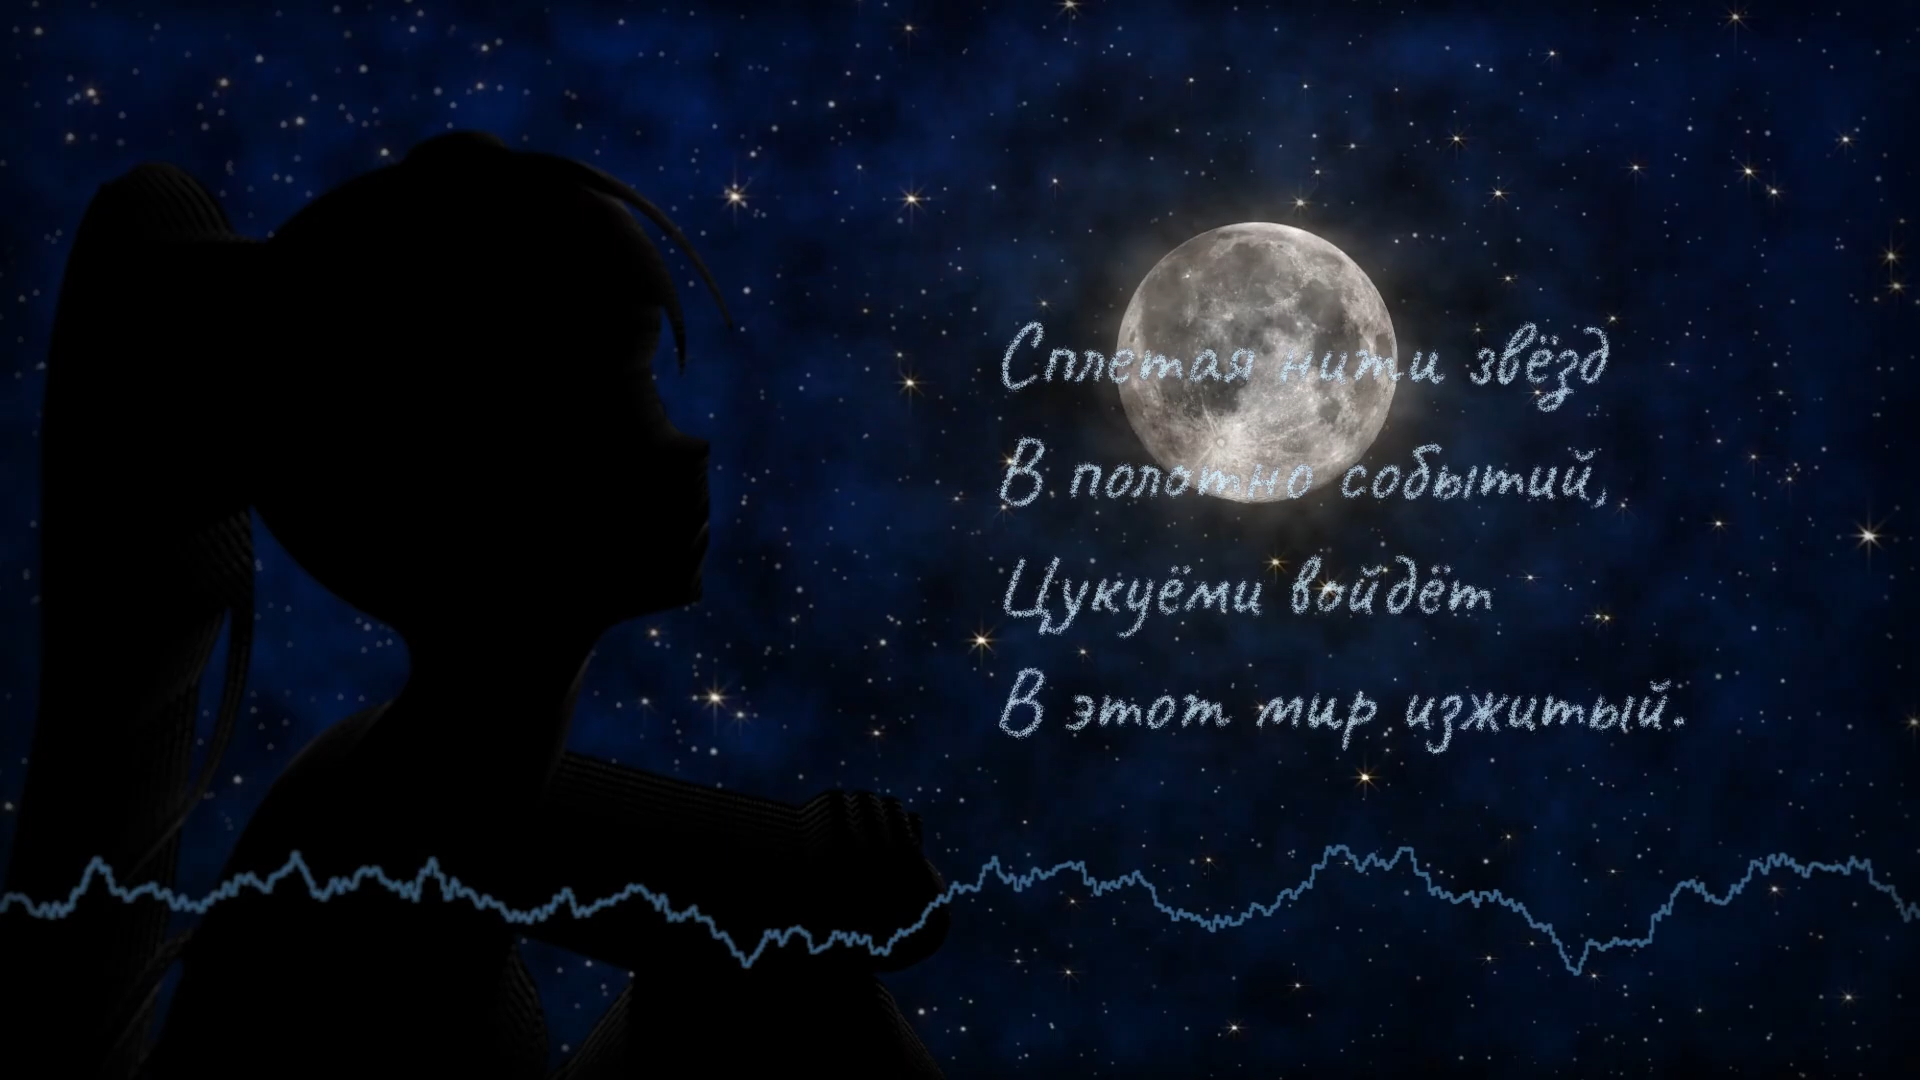 Сплетая нити звёзд
В полотно событий,
Цукуёми войдёт
В этот мир изжитый.